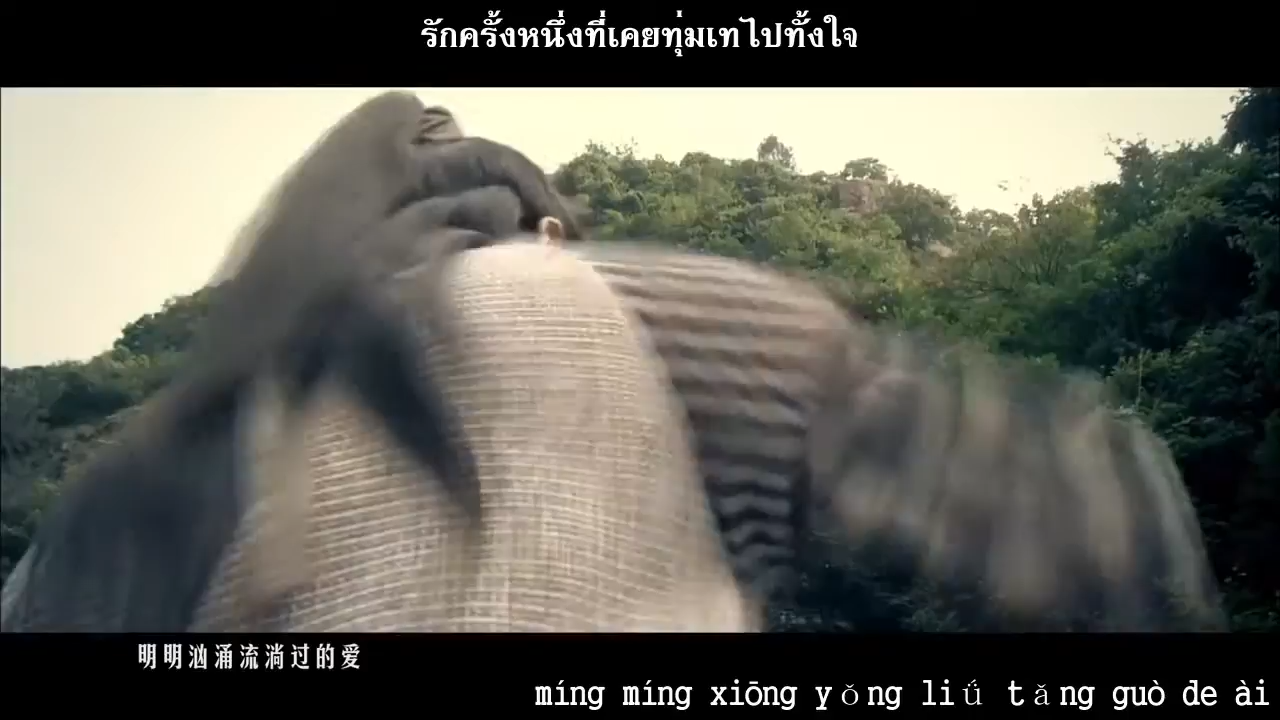 รักครั้งหนึ่งที่เคยทุ่มเทไปทั้งใจ
明明汹涌流淌过的爱
míng míng xiōng yǒng liǘ tǎng guò de ài